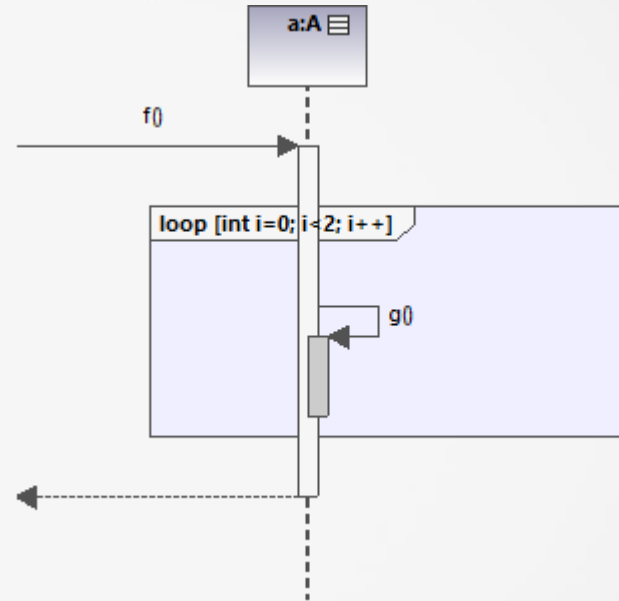 a:A
f()
loop [int i=0; i<2; i++]
g()